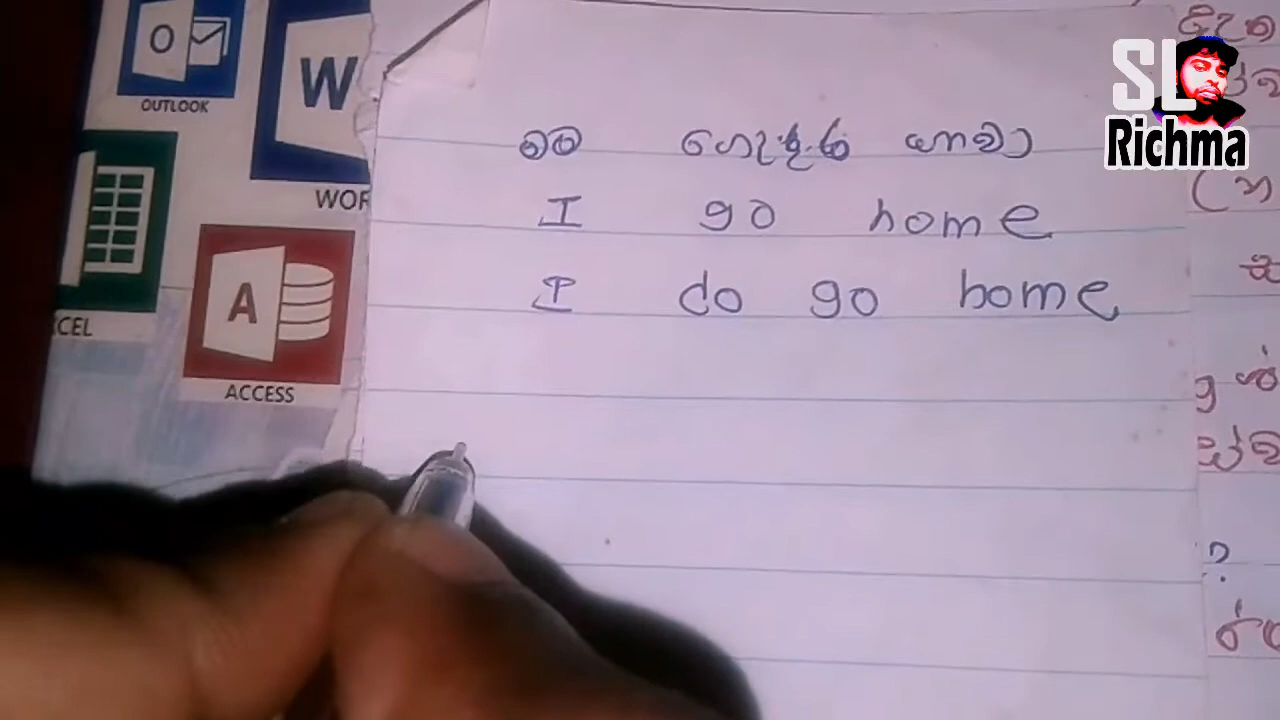 OUTLOOK
W
WOR
CEL
A
ACCESS
මම ගෙදර යනවා
I go home
I do go home
SL
Richma